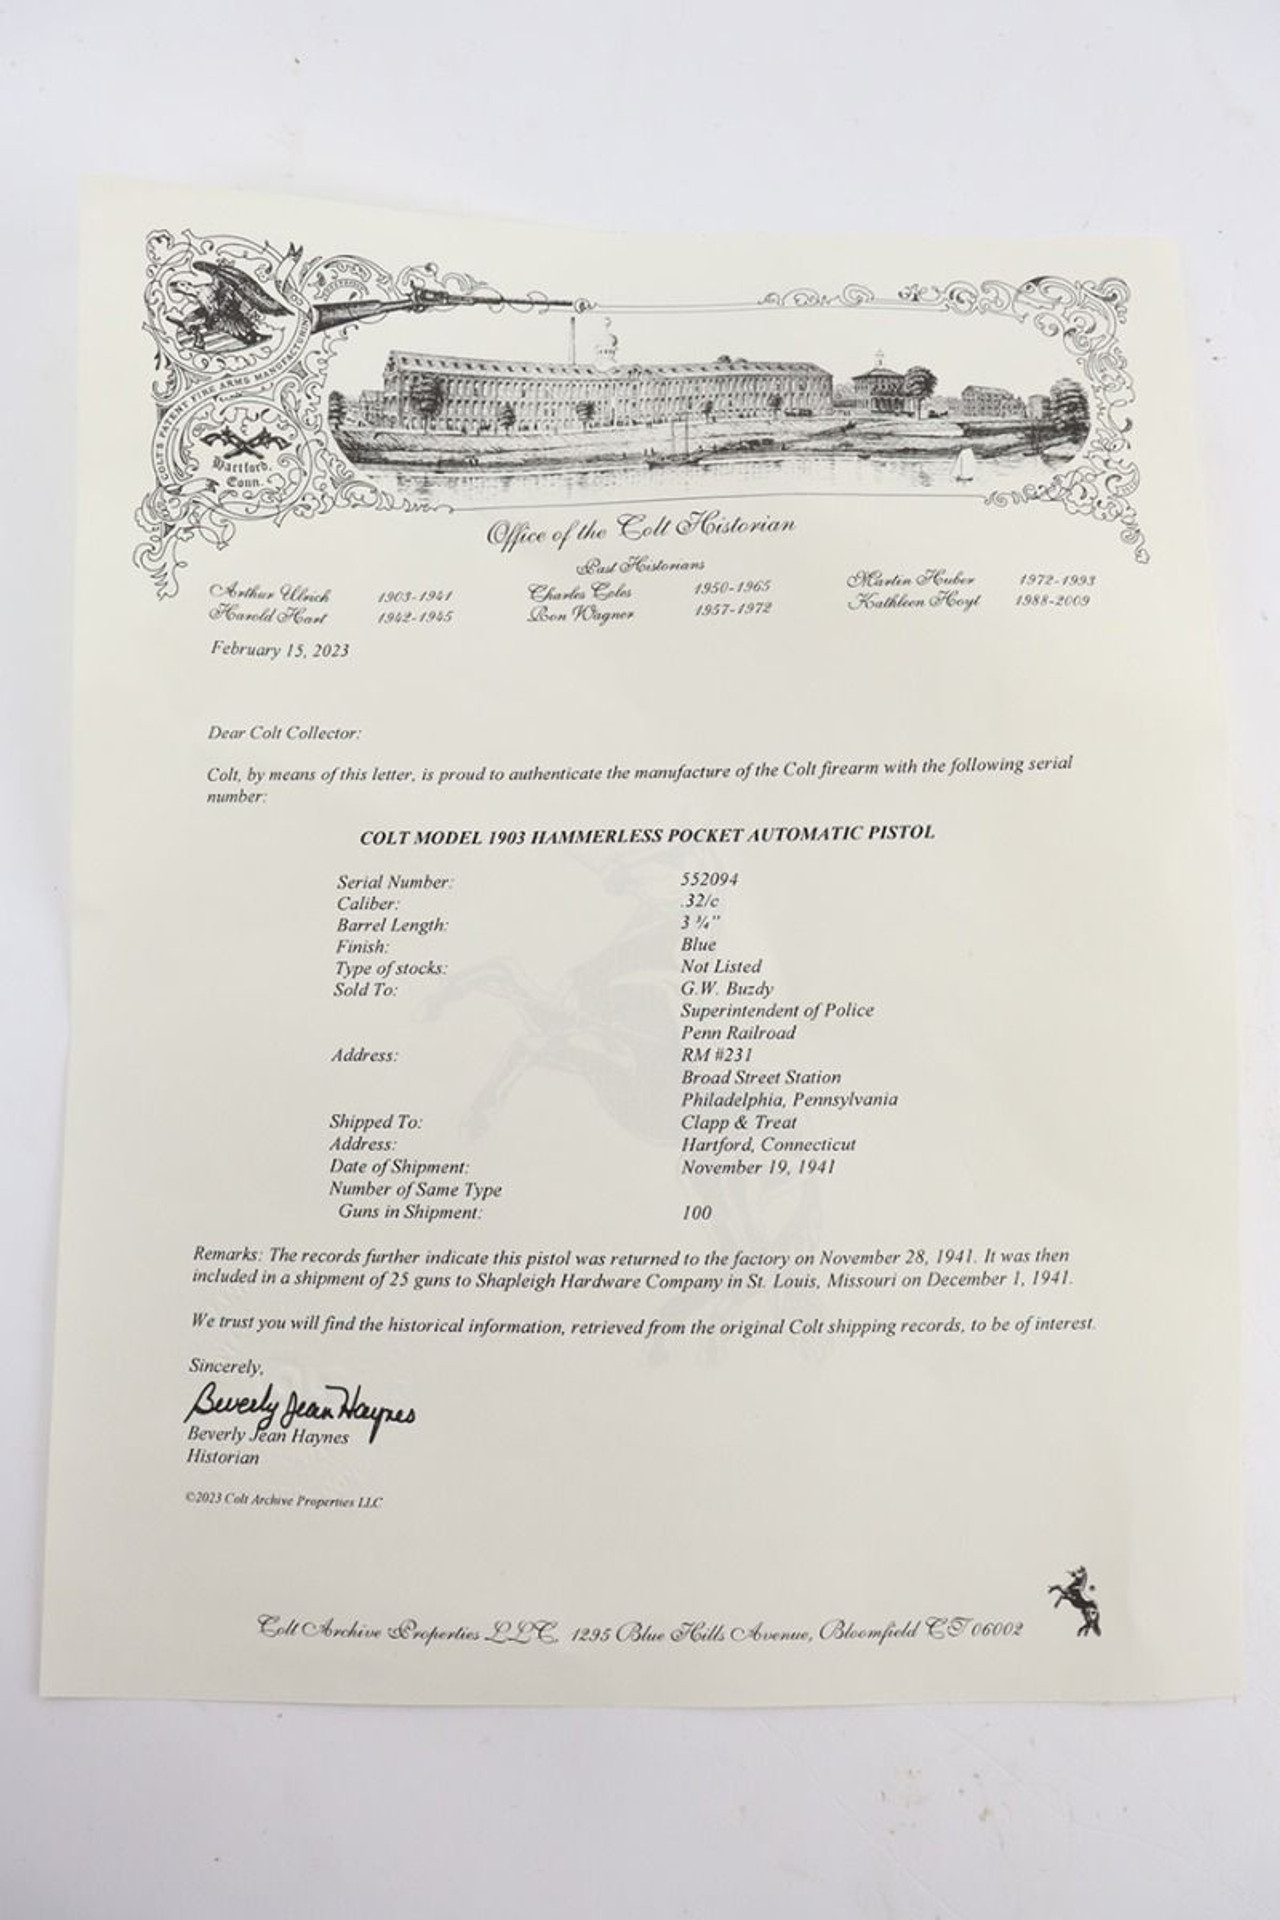 COLT'S PATENT FIRE ARMS MANUFACTURING CO
Hartford,
Conn.
Office of the Colt Historian
Past Historians
Arthur Ulrich 1903-1941 Charles Coles 1950-1965 Martin Huber 1972-1993
Harold Hart 1942-1945 Ron Wagner 1957-1972 Kathleen Hoyt 1988-2009
February 15, 2023
Dear Colt Collector:
Colt, by means of this letter, is proud to authenticate the manufacture of the Colt firearm with the following serial
number:
COLT MODEL 1903 HAMMERLESS POCKET AUTOMATIC PISTOL
Serial Number: 552094
Caliber: .32/c
Barrel Length: 3 ¾"
Finish: Blue
Type of stocks: Not Listed
Sold To: G.W. Buzdy
Superintendent of Police
Penn Railroad
Address: RM #231
Broad Street Station
Philadelphia, Pennsylvania
Shipped To: Clapp & Treat
Address: Hartford, Connecticut
Date of Shipment: November 19, 1941
Number of Same Type
Guns in Shipment: 100
Remarks: The records further indicate this pistol was returned to the factory on November 28, 1941. It was then
included in a shipment of 25 guns to Shapleigh Hardware Company in St. Louis, Missouri on December 1, 1941.
We trust you will find the historical information, retrieved from the original Colt shipping records, to be of interest.
Sincerely,
Beverly Jean Haynes
Beverly Jean Haynes
Historian
©2023 Colt Archive Properties LLC
Colt Archive Properties LLC, 1295 Blue Hills Avenue, Bloomfield CT 06002